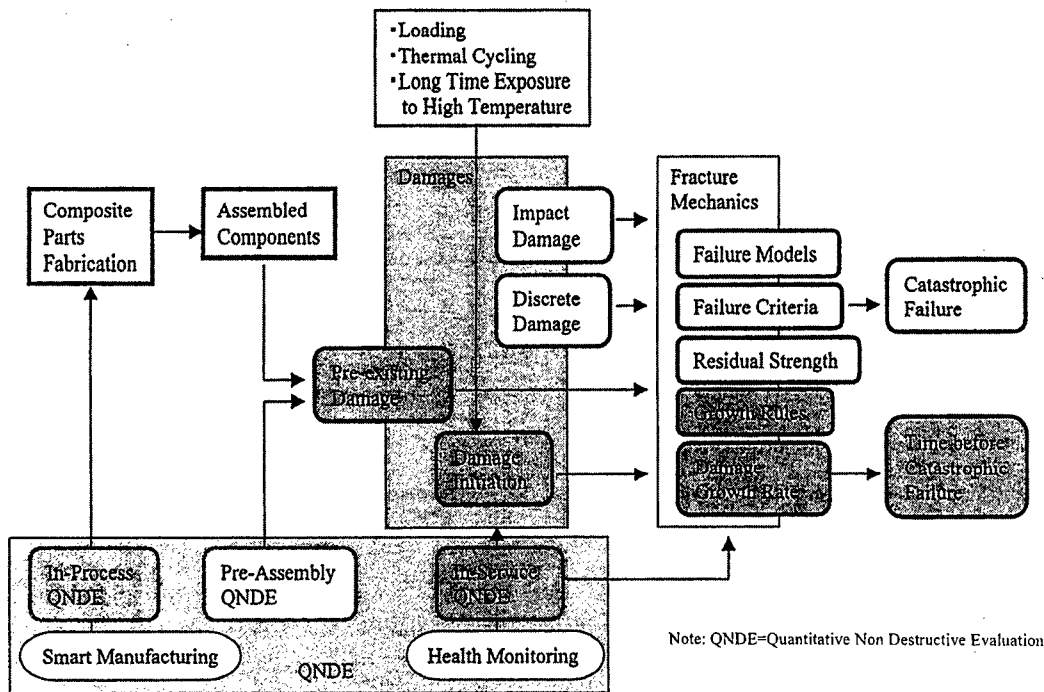 ▪Loading
▪Thermal Cycling
▪Long Time Exposure
to High Temperature
Composite
Parts
Fabrication
Assembled
Components
Damages
Impact
Damage
Discrete
Damage
Pre-existing
Damage
Damage
Initiation
Fracture
Mechanics
Failure Models
Failure Criteria
Residual Strength
Growth Rules
Damage
Growth Rate
Catastrophic
Failure
Time before
Catastrophic
Failure
In-Process
QNDE
Pre-Assembly
QNDE
In-Service
QNDE
Smart Manufacturing
QNDE
Health Monitoring
Note: QNDE=Quantitative Non Destructive Evaluation